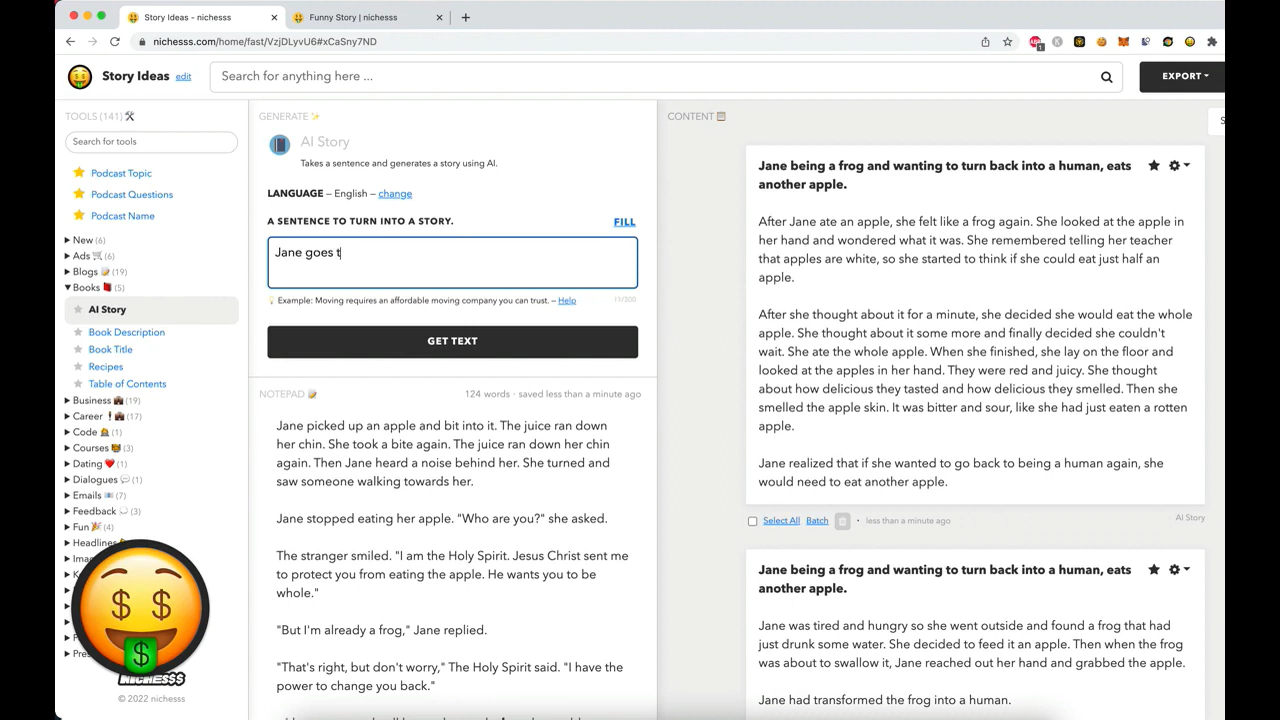 Story Ideas - nichesss
Funny Story | nichesss
nichesss.com/home/fast/VzjDLyvU6#xCaSny7ND
Story Ideas edit
Search for anything here ...
EXPORT
TOOLS (141)
Search for tools
Podcast Topic
Podcast Questions
Podcast Name
New (6)
Ads (6)
Blogs (19)
Books (5)
AI Story
Book Description
Book Title
Recipes
Table of Contents
Business (19)
Career (17)
Code (1)
Courses (3)
Dating (1)
Dialogues (1)
Emails (7)
Feedback (3)
Fun (4)
Headlines
Ima
Pre
NICHESSS
© 2022 nichesss
GENERATE
AI Story
Takes a sentence and generates a story using AI.
LANGUAGE – English – change
A SENTENCE TO TURN INTO A STORY.
FILL
Jane goes t
Example: Moving requires an affordable moving company you can trust. – Help
11/300
GET TEXT
NOTEPAD
124 words · saved less than a minute ago
Jane picked up an apple and bit into it. The juice ran down
her chin. She took a bite again. The juice ran down her chin
again. Then Jane heard a noise behind her. She turned and
saw someone walking towards her.
Jane stopped eating her apple. "Who are you?" she asked.
The stranger smiled. "I am the Holy Spirit. Jesus Christ sent me
to protect you from eating the apple. He wants you to be
whole."
"But I'm already a frog," Jane replied.
"That's right, but don't worry," The Holy Spirit said. "I have the
power to change you back."
CONTENT
Jane being a frog and wanting to turn back into a human, eats
another apple.
After Jane ate an apple, she felt like a frog again. She looked at the apple in
her hand and wondered what it was. She remembered telling her teacher
that apples are white, so she started to think if she could eat just half an
apple.
After she thought about it for a minute, she decided she would eat the whole
apple. She thought about it some more and finally decided she couldn't
wait. She ate the whole apple. When she finished, she lay on the floor and
looked at the apples in her hand. They were red and juicy. She thought
about how delicious they tasted and how delicious they smelled. Then she
smelled the apple skin. It was bitter and sour, like she had just eaten a rotten
apple.
Jane realized that if she wanted to go back to being a human again, she
would need to eat another apple.
Select All Batch · less than a minute ago
AI Story
Jane being a frog and wanting to turn back into a human, eats
another apple.
Jane was tired and hungry so she went outside and found a frog that had
just drunk some water. She decided to feed it an apple. Then when the frog
was about to swallow it, Jane reached out her hand and grabbed the apple.
Jane had transformed the frog into a human.